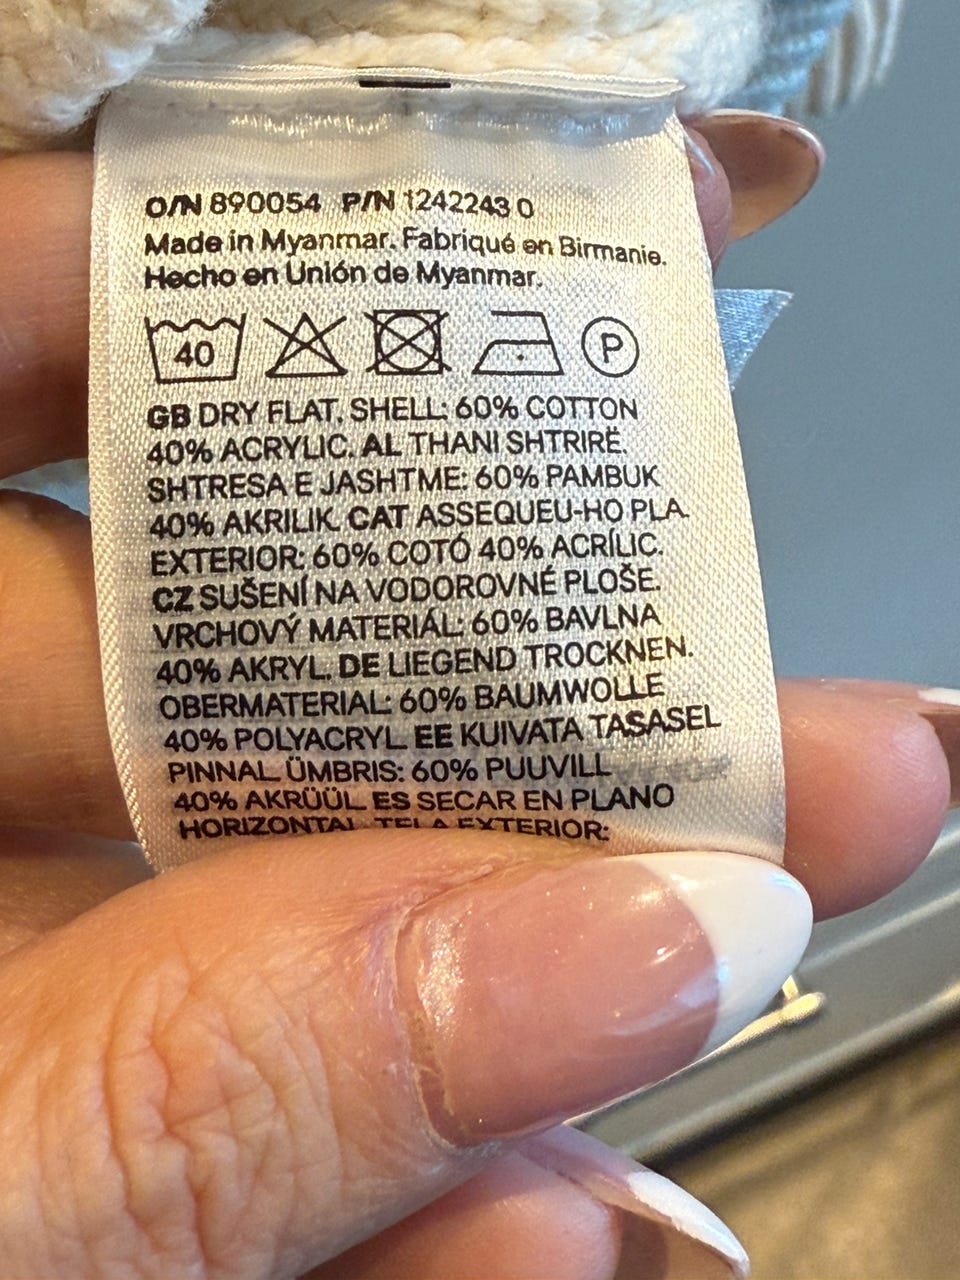 O/N 890054 P/N 1242243 0
Made in Myanmar. Fabriqué en Birmanie.
Hecho en Unión de Myanmar.
40 P
GB DRY FLAT. SHELL: 60% COTTON
40% ACRYLIC. AL THANI SHTRIRË.
SHTRESA E JASHTME: 60% PAMBUK
40% AKRILIK. CAT ASSEQUEU-HO PLA.
EXTERIOR: 60% COTÓ 40% ACRÍLIC.
CZ SUŠENÍ NA VODOROVNÉ PLOŠE.
VRCHOVÝ MATERIÁL: 60% BAVLNA
40% AKRYL. DE LIEGEND TROCKNEN.
OBERMATERIAL: 60% BAUMWOLLE
40% POLYACRYL. EE KUIVATA TASASEL
PINNAL. ÜMBRIS: 60% PUUVILL
40% AKRÜÜL. ES SECAR EN PLANO
HORIZONTAL. TELA EXTERIOR: